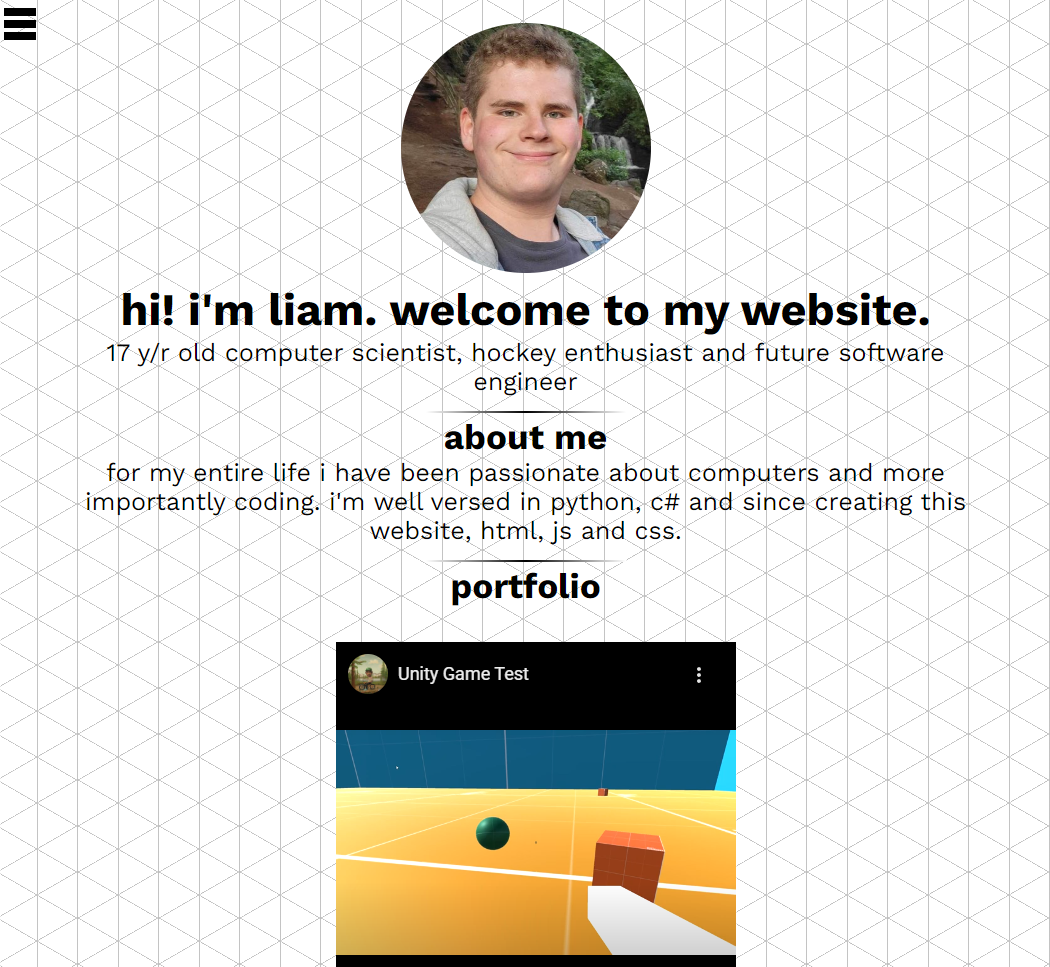 hi! i'm liam. welcome to my website.
17 y/r old computer scientist, hockey enthusiast and future software
engineer
about me
for my entire life i have been passionate about computers and more
importantly coding. i'm well versed in python, c# and since creating this
website, html, js and css.
portfolio
Unity Game Test